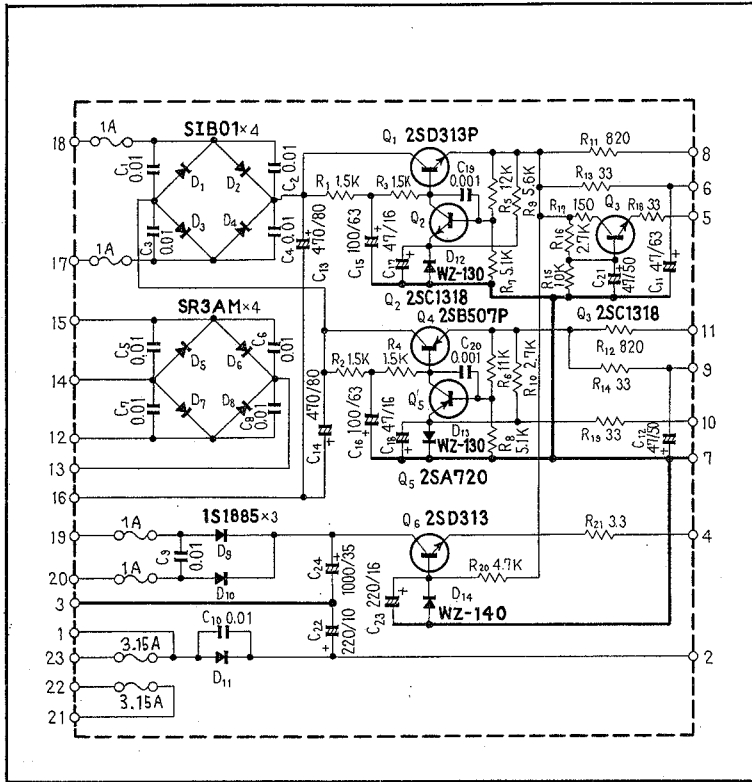 SIB01×4
18
1A
C₁ 0.01
C₂ 0.01
D₁
D₂
D₃
D₄
C₃ 0.01
C₄ 0.01
17
1A
Q₁ 2SD313P
R₁ 1.5K
R₃ 1.5K
C₁₉
0.001
R₅ 12K
R₉ 5.6K
R₁₁ 820
8
R₁₃ 33
6
R₁₇ 150
Q₃
R₁₈ 33
5
R₁₆
2.7K
R₁₅
10K
C₂₁
47/50
C₁₁ 47/63
C₁₃ 470/80
C₁₅ 100/63
C₁₇ 47/16
Q₂
D₁₂
WZ-130
R₇ 5.1K
Q₂ 2SC1318
Q₃ 2SC1318
SR3AM×4
15
C₅
0.01
C₆
0.01
D₅
D₆
14
C₇
0.01
D₇
D₈
C₈
0.01
12
13
16
Q₄ 2SB507P
R₂ 1.5K
R₄
1.5K
C₂₀
0.001
R₆ 11K
R₁₀ 2.7K
11
R₁₂ 820
9
R₁₄ 33
10
R₁₉ 33
C₁₂ 47/50
7
C₁₄ 470/80
C₁₆ 100/63
C₁₈ 47/16
Q₅
D₁₃
WZ-130
R₈
5.1K
Q₅ 2SA720
1S1885×3
19
1A
C₉
0.01
D₉
20
1A
D₁₀
3
C₂₄
1000/35
Q₆ 2SD313
R₂₁ 3.3
4
R₂₀ 4.7K
C₂₃ 220/16
D₁₄
WZ-140
1
C₁₀ 0.01
C₂₂
220/10
23
3.15A
D₁₁
2
22
3.15A
21